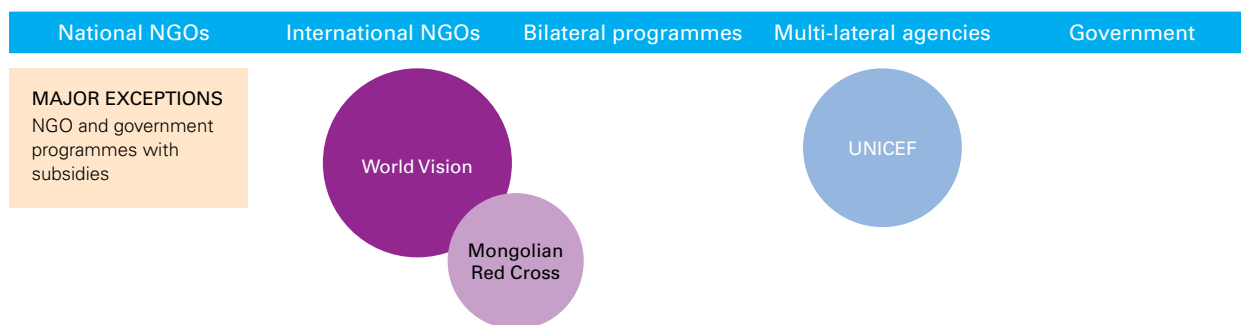 National NGOs International NGOs Bilateral programmes Multi-lateral agencies Government
MAJOR EXCEPTIONS
NGO and government
programmes with
subsidies
World Vision
UNICEF
Mongolian
Red Cross